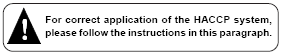 For correct application of the HACCP system,
please follow the instructions in this paragraph.